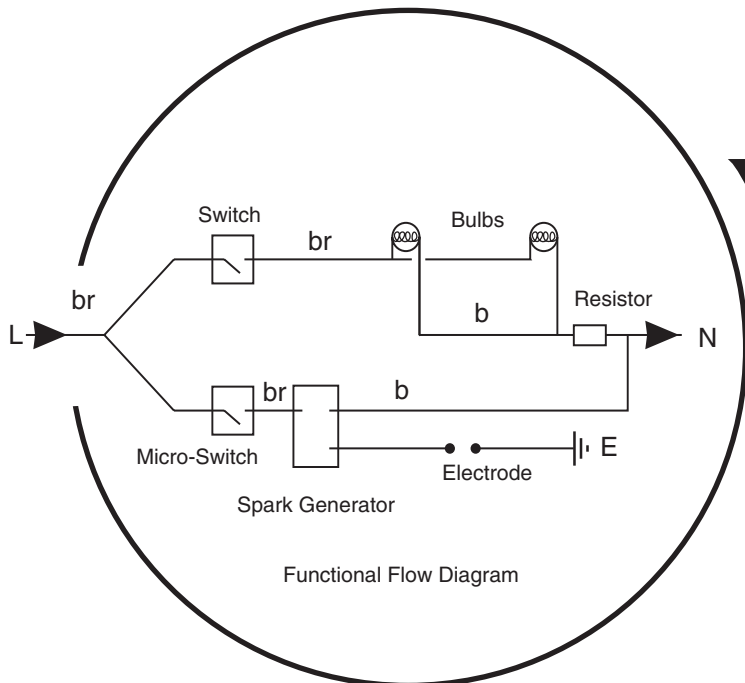 Switch
Bulbs
br
br
Resistor
b
L
N
br
b
Micro-Switch
E
Electrode
Spark Generator
Functional Flow Diagram